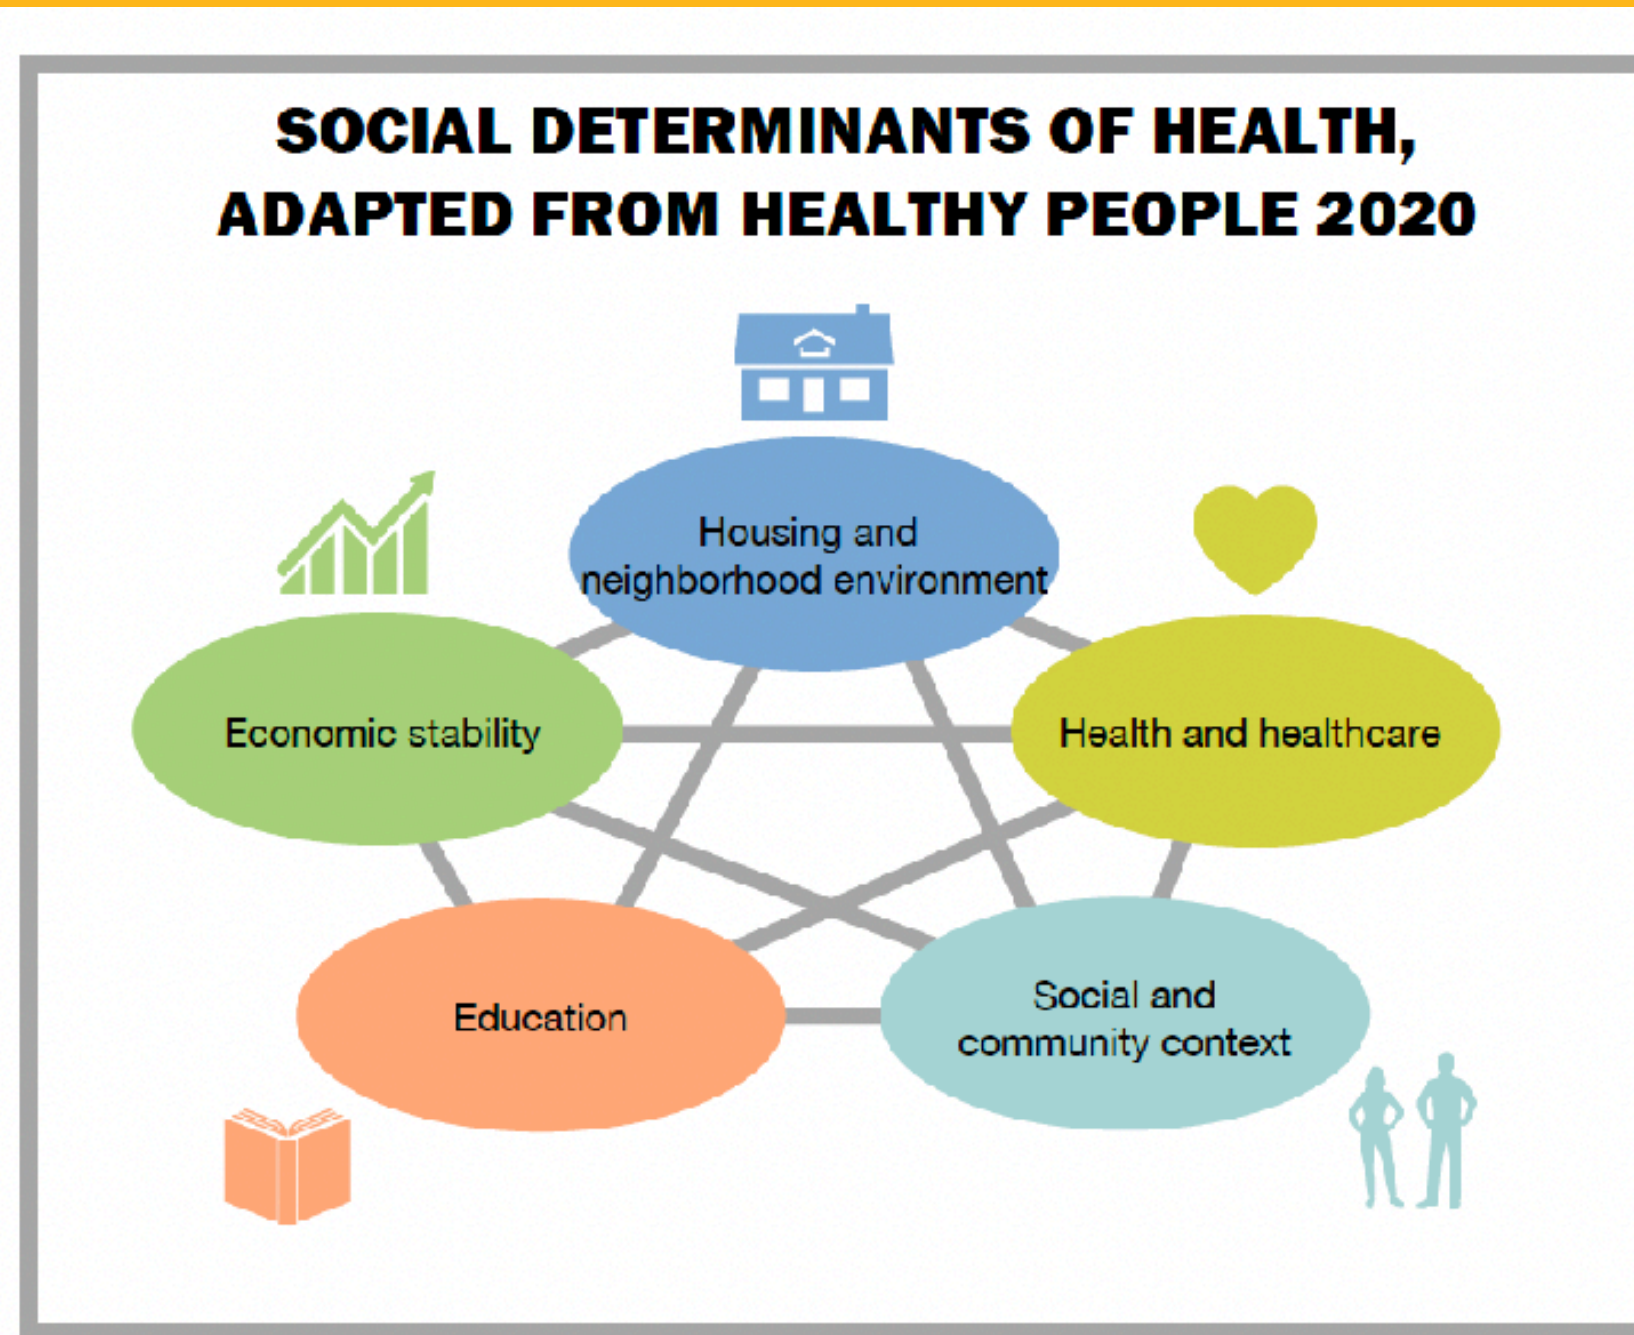 SOCIAL DETERMINANTS OF HEALTH,
ADAPTED FROM HEALTHY PEOPLE 2020
Housing and
neighborhood environment
Economic stability
Health and healthcare
Education
Social and
community context